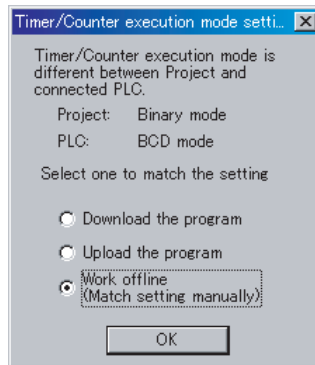 Timer/Counter execution mode setti...
Timer/Counter execution mode is
different between Project and
connected PLC.
Project: Binary mode
PLC: BCD mode
Select one to match the setting
Download the program
Upload the program
Work offline
(Match setting manually)
OK